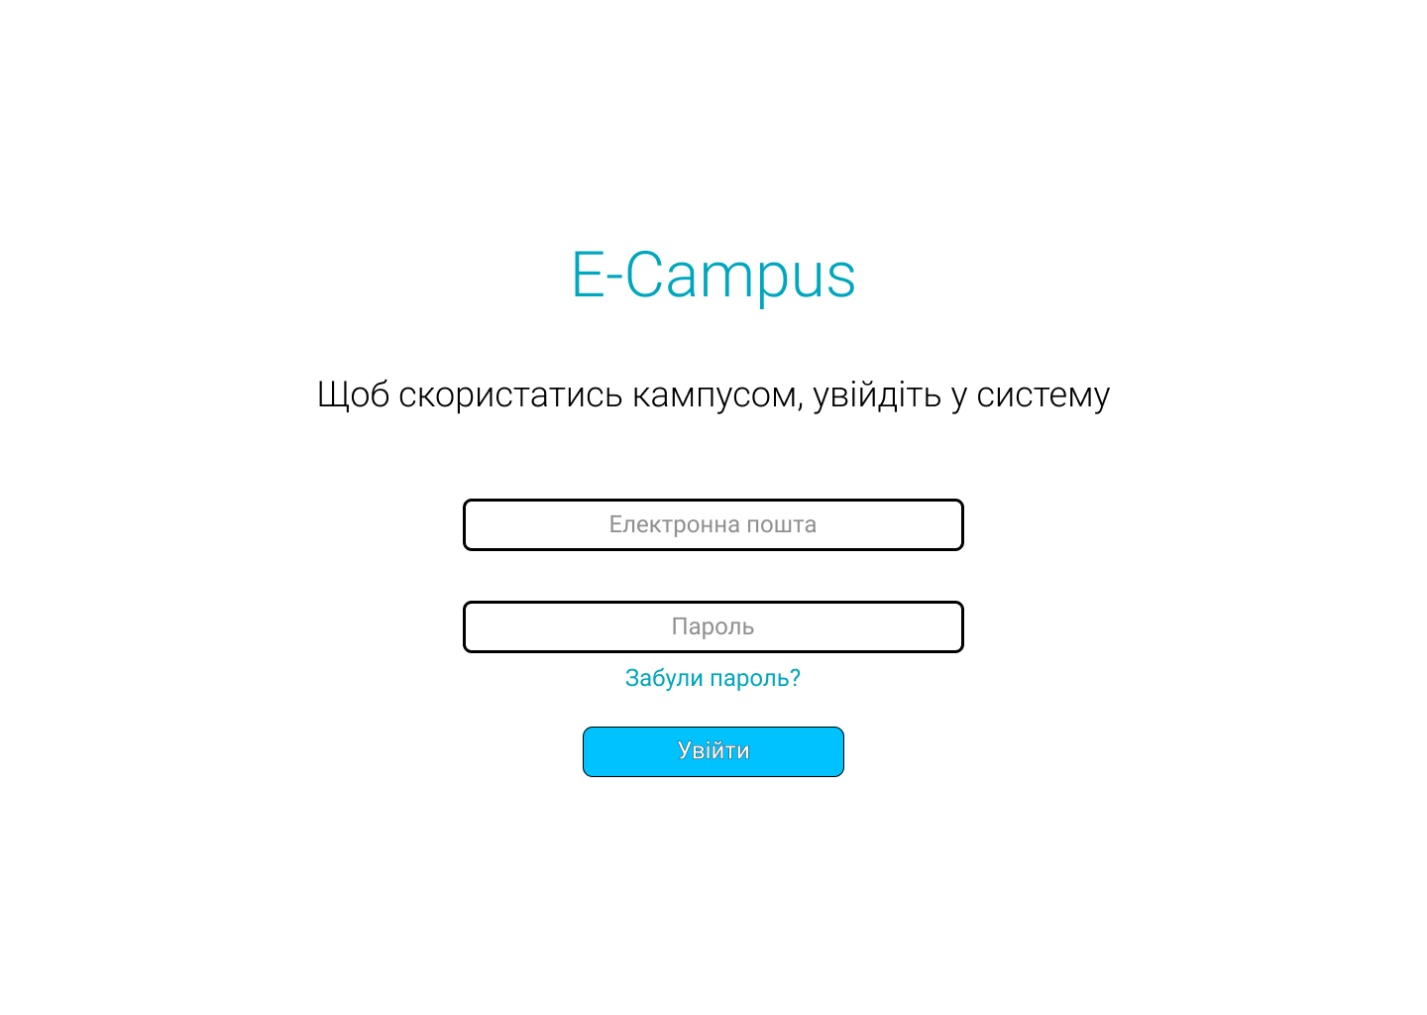 E-Campus
Щоб скористатись кампусом, увійдіть у систему
Електронна пошта
Пароль
Забули пароль?
Увійти